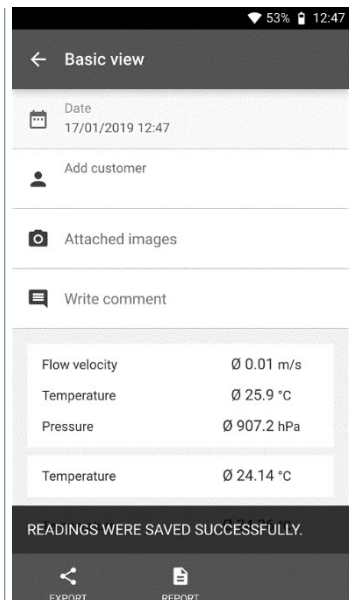 53% 12:47
Basic view
Date
17/01/2019 12:47
Add customer
Attached images
Write comment
Flow velocity Ø 0.01 m/s
Temperature Ø 25.9 °C
Pressure Ø 907.2 hPa
Temperature Ø 24.14 °C
READINGS WERE SAVED SUCCESSFULLY.
EXPORT REPORT